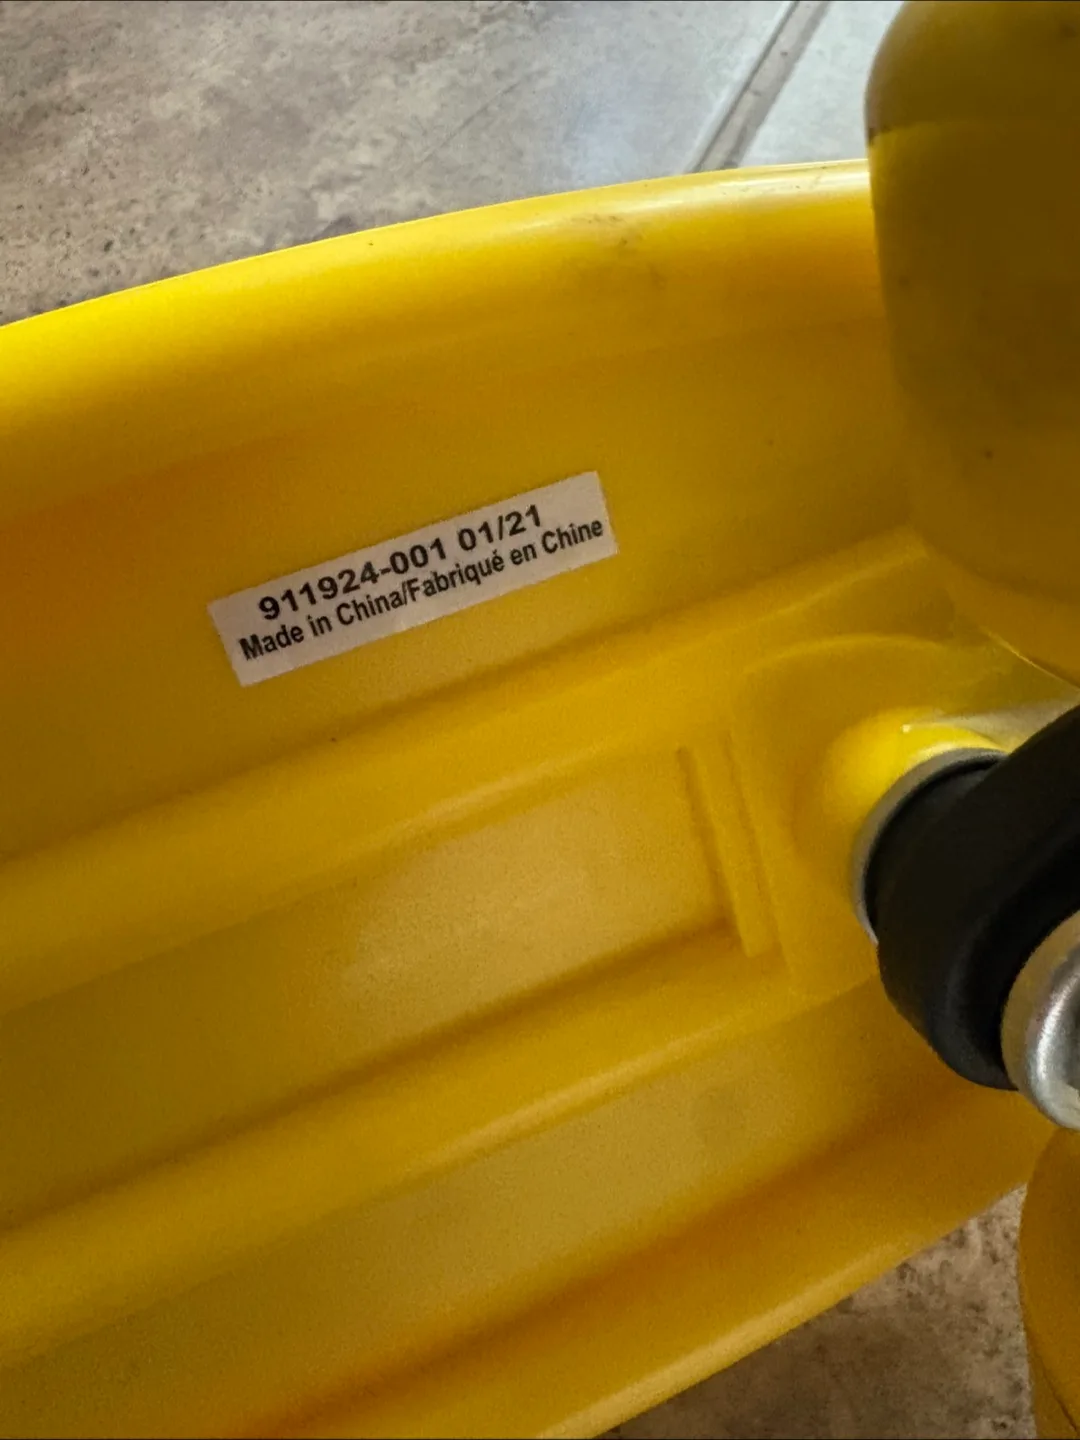 911924-001 01/21
Made in China/Fabriqué en Chine